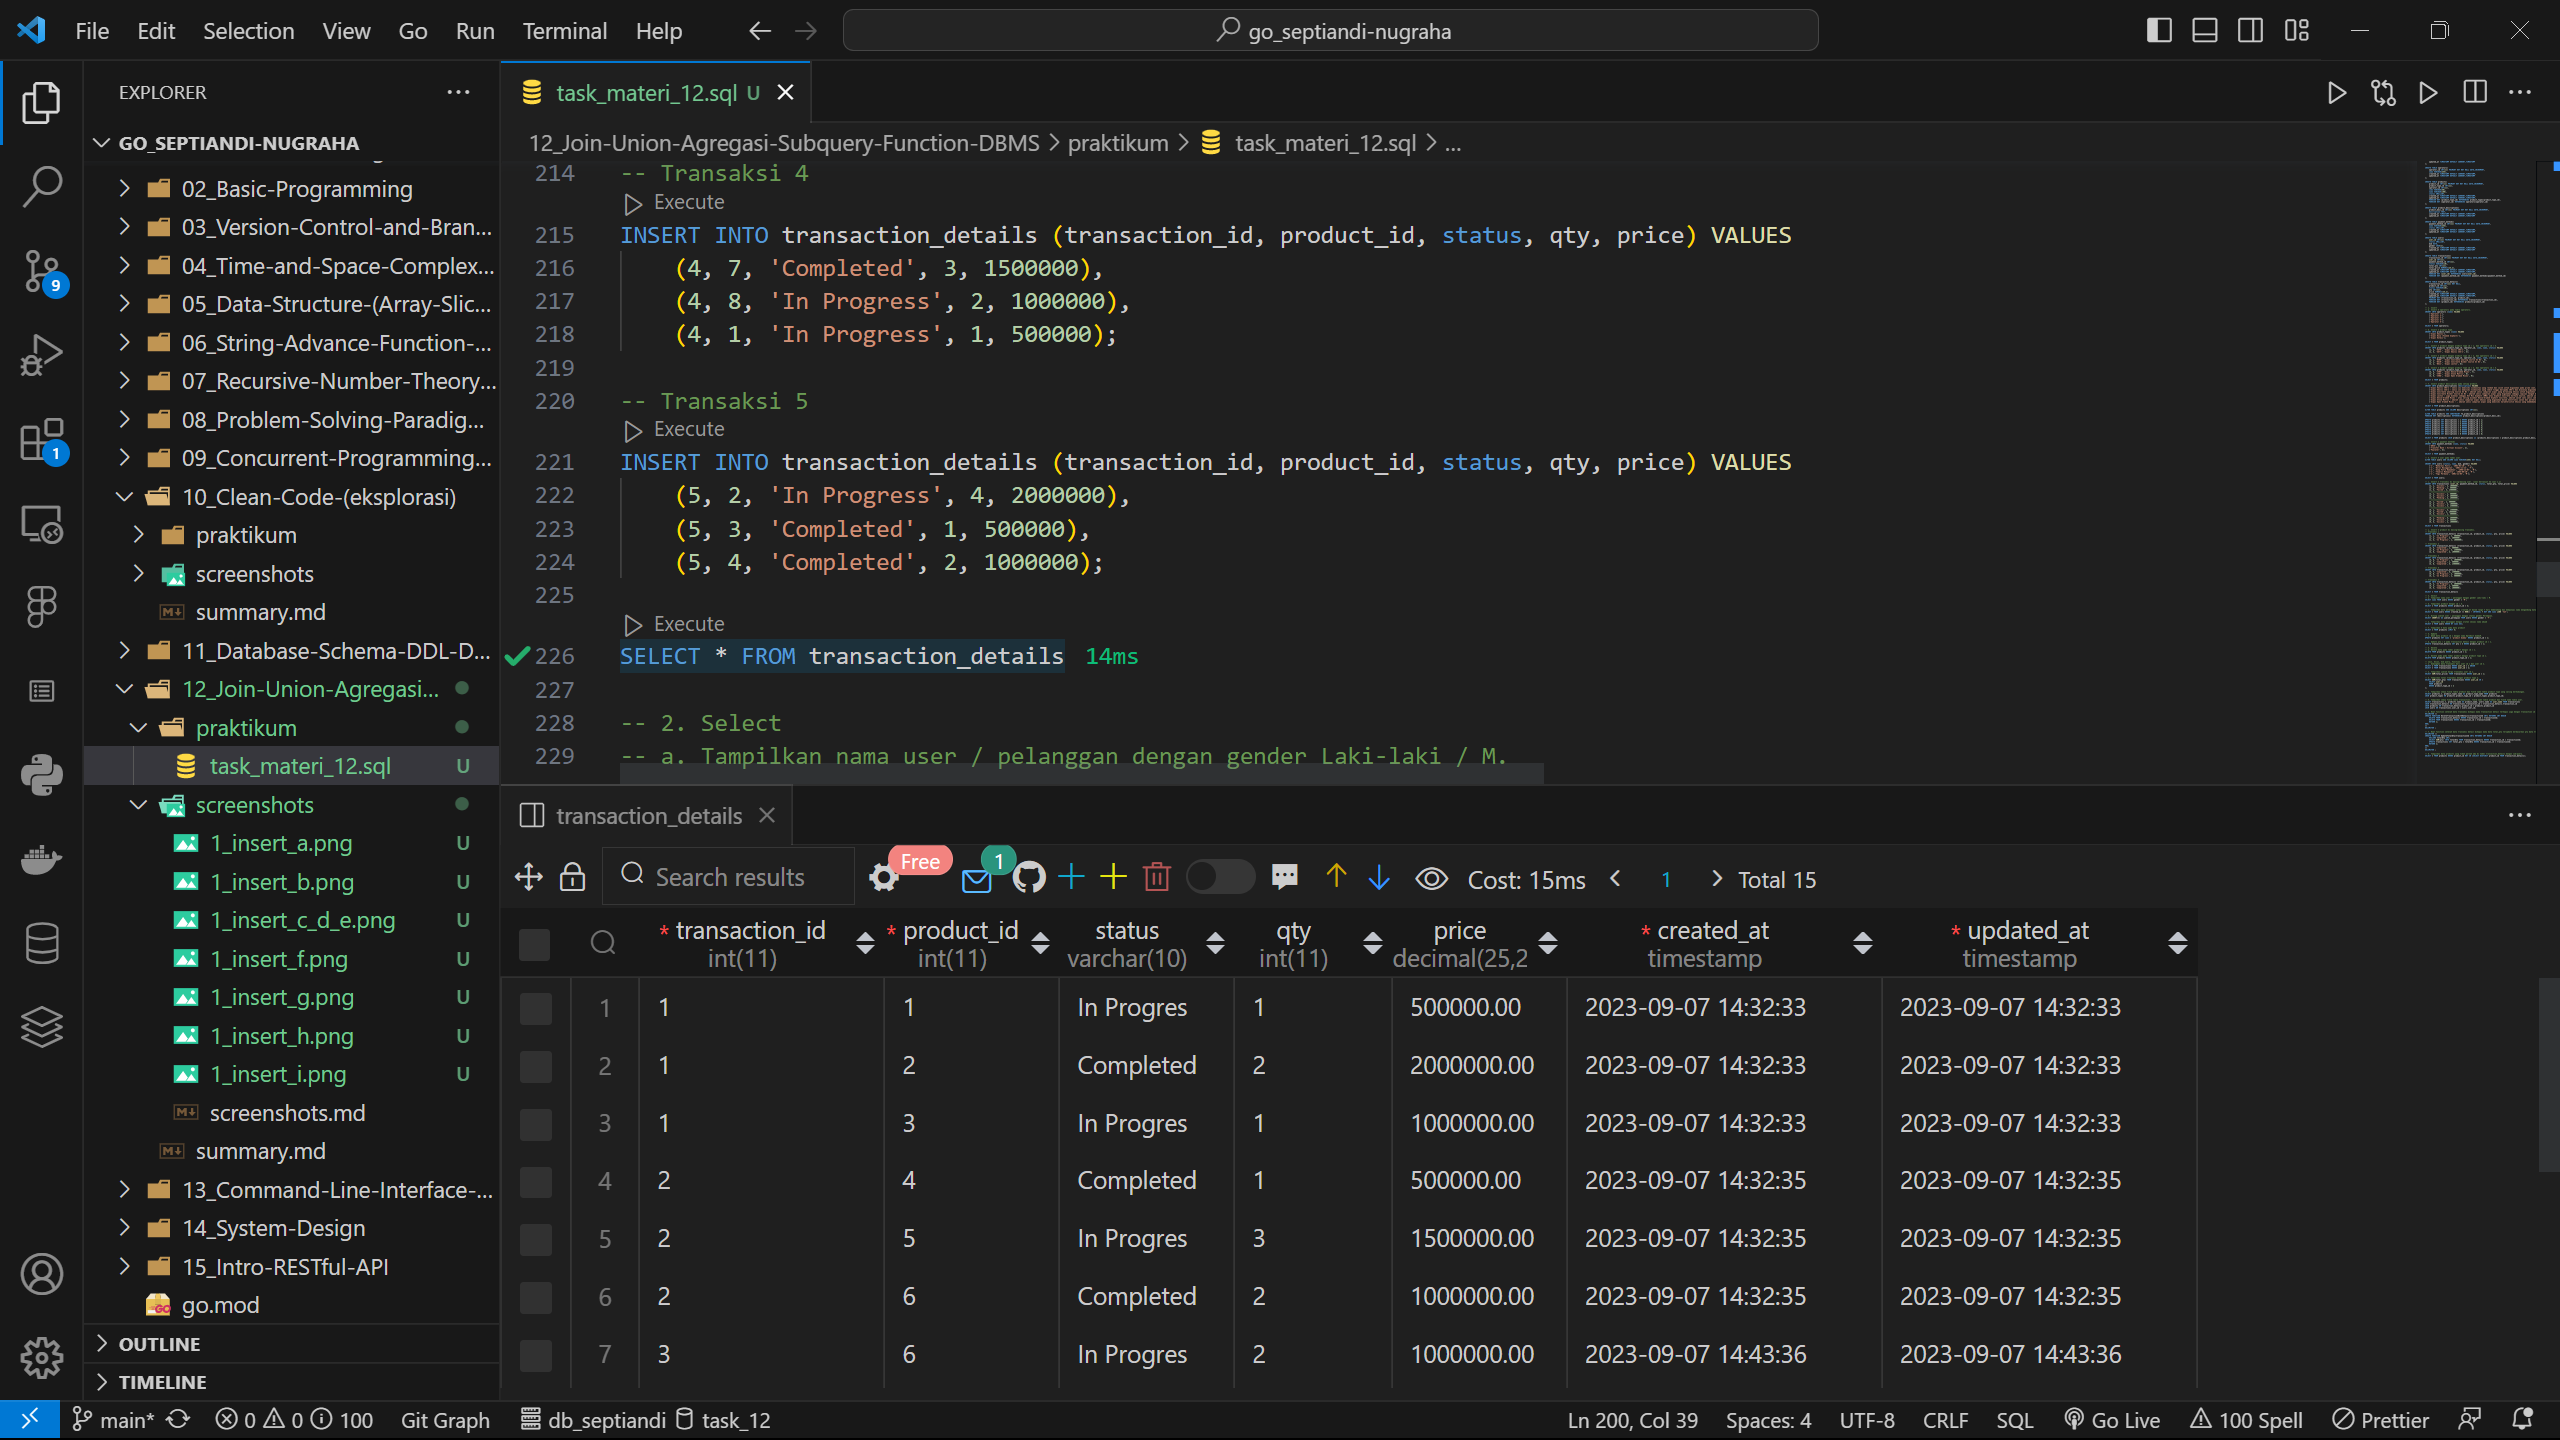 File Edit Selection View Go Run Terminal Help
go_septiandi-nugraha
EXPLORER
GO_SEPTIANDI-NUGRAHA
02_Basic-Programming
03_Version-Control-and-Bran...
04_Time-and-Space-Complex...
05_Data-Structure-(Array-Slic...
06_String-Advance-Function-...
07_Recursive-Number-Theory...
08_Problem-Solving-Paradig...
09_Concurrent-Programming...
10_Clean-Code-(eksplorasi)
praktikum
screenshots
summary.md
11_Database-Schema-DDL-D...
12_Join-Union-Agregasi...
praktikum
task_materi_12.sql U
screenshots
1_insert_a.png U
1_insert_b.png U
1_insert_c_d_e.png U
1_insert_f.png U
1_insert_g.png U
1_insert_h.png U
1_insert_i.png U
screenshots.md
summary.md
13_Command-Line-Interface-...
14_System-Design
15_Intro-RESTful-API
go.mod
OUTLINE
TIMELINE
9
1
task_materi_12.sql U
12_Join-Union-Agregasi-Subquery-Function-DBMS > praktikum > task_materi_12.sql > ...
214 -- Transaksi 4
Execute
215 INSERT INTO transaction_details (transaction_id, product_id, status, qty, price) VALUES
216 (4, 7, 'Completed', 3, 1500000),
217 (4, 8, 'In Progress', 2, 1000000),
218 (4, 1, 'In Progress', 1, 500000);
219
220 -- Transaksi 5
Execute
221 INSERT INTO transaction_details (transaction_id, product_id, status, qty, price) VALUES
222 (5, 2, 'In Progress', 4, 2000000),
223 (5, 3, 'Completed', 1, 500000),
224 (5, 4, 'Completed', 2, 1000000);
225
Execute
226 SELECT * FROM transaction_details 14ms
227
228 -- 2. Select
229 -- a. Tampilkan nama user / pelanggan dengan gender Laki-laki / M.
transaction_details
Search results Free 1 Cost: 15ms 1 Total 15
* transaction_id * product_id status qty price * created_at * updated_at
int(11) int(11) varchar(10) int(11) decimal(25,2 timestamp timestamp
1 1 1 In Progres 1 500000.00 2023-09-07 14:32:33 2023-09-07 14:32:33
2 1 2 Completed 2 2000000.00 2023-09-07 14:32:33 2023-09-07 14:32:33
3 1 3 In Progres 1 1000000.00 2023-09-07 14:32:33 2023-09-07 14:32:33
4 2 4 Completed 1 500000.00 2023-09-07 14:32:35 2023-09-07 14:32:35
5 2 5 In Progres 3 1500000.00 2023-09-07 14:32:35 2023-09-07 14:32:35
6 2 6 Completed 2 1000000.00 2023-09-07 14:32:35 2023-09-07 14:32:35
7 3 6 In Progres 2 1000000.00 2023-09-07 14:43:36 2023-09-07 14:43:36
main* 0 0 100 Git Graph db_septiandi task_12 Ln 200, Col 39 Spaces: 4 UTF-8 CRLF SQL Go Live 100 Spell Prettier